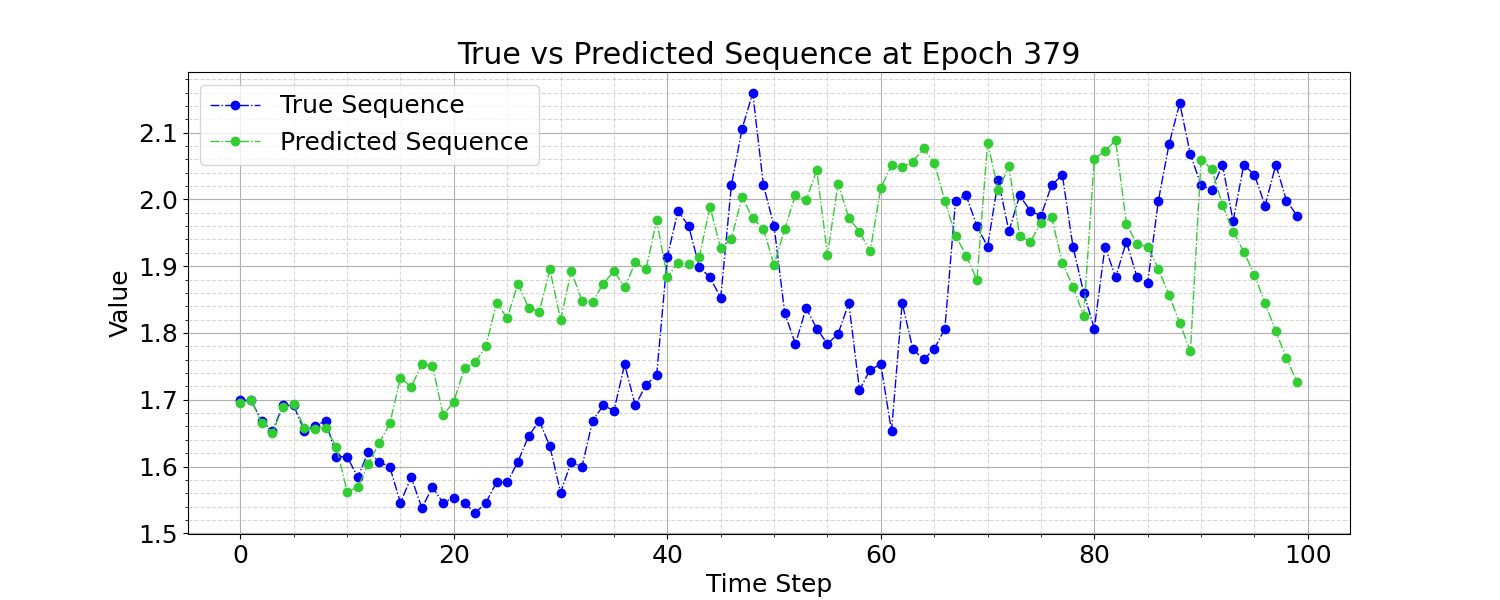 True vs Predicted Sequence at Epoch 379
True Sequence
Predicted Sequence
Value
2.1
2.0
1.9
1.8
1.7
1.6
1.5
0 20 40 60 80 100
Time Step